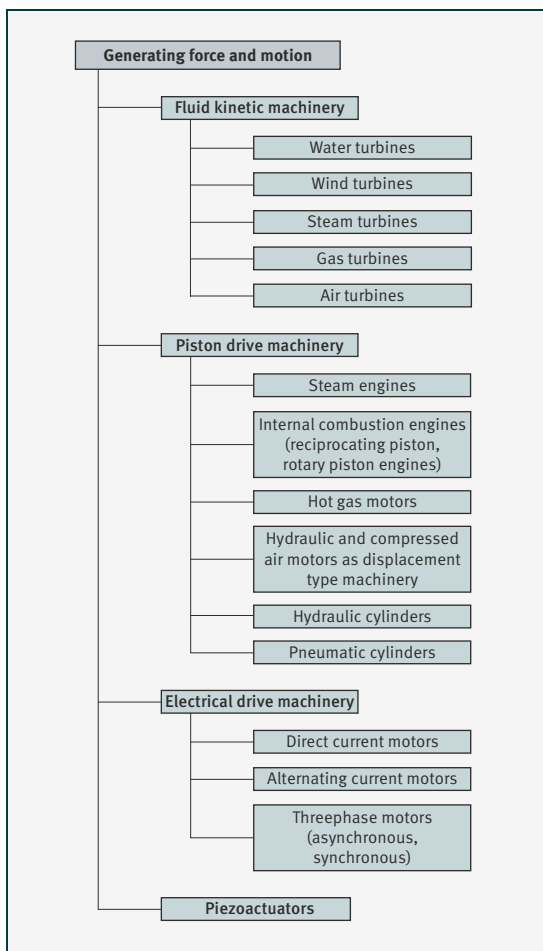 Generating force and motion
Fluid kinetic machinery
Water turbines
Wind turbines
Steam turbines
Gas turbines
Air turbines
Piston drive machinery
Steam engines
Internal combustion engines
(reciprocating piston,
rotary piston engines)
Hot gas motors
Hydraulic and compressed
air motors as displacement
type machinery
Hydraulic cylinders
Pneumatic cylinders
Electrical drive machinery
Direct current motors
Alternating current motors
Threephase motors
(asynchronous,
synchronous)
Piezoactuators